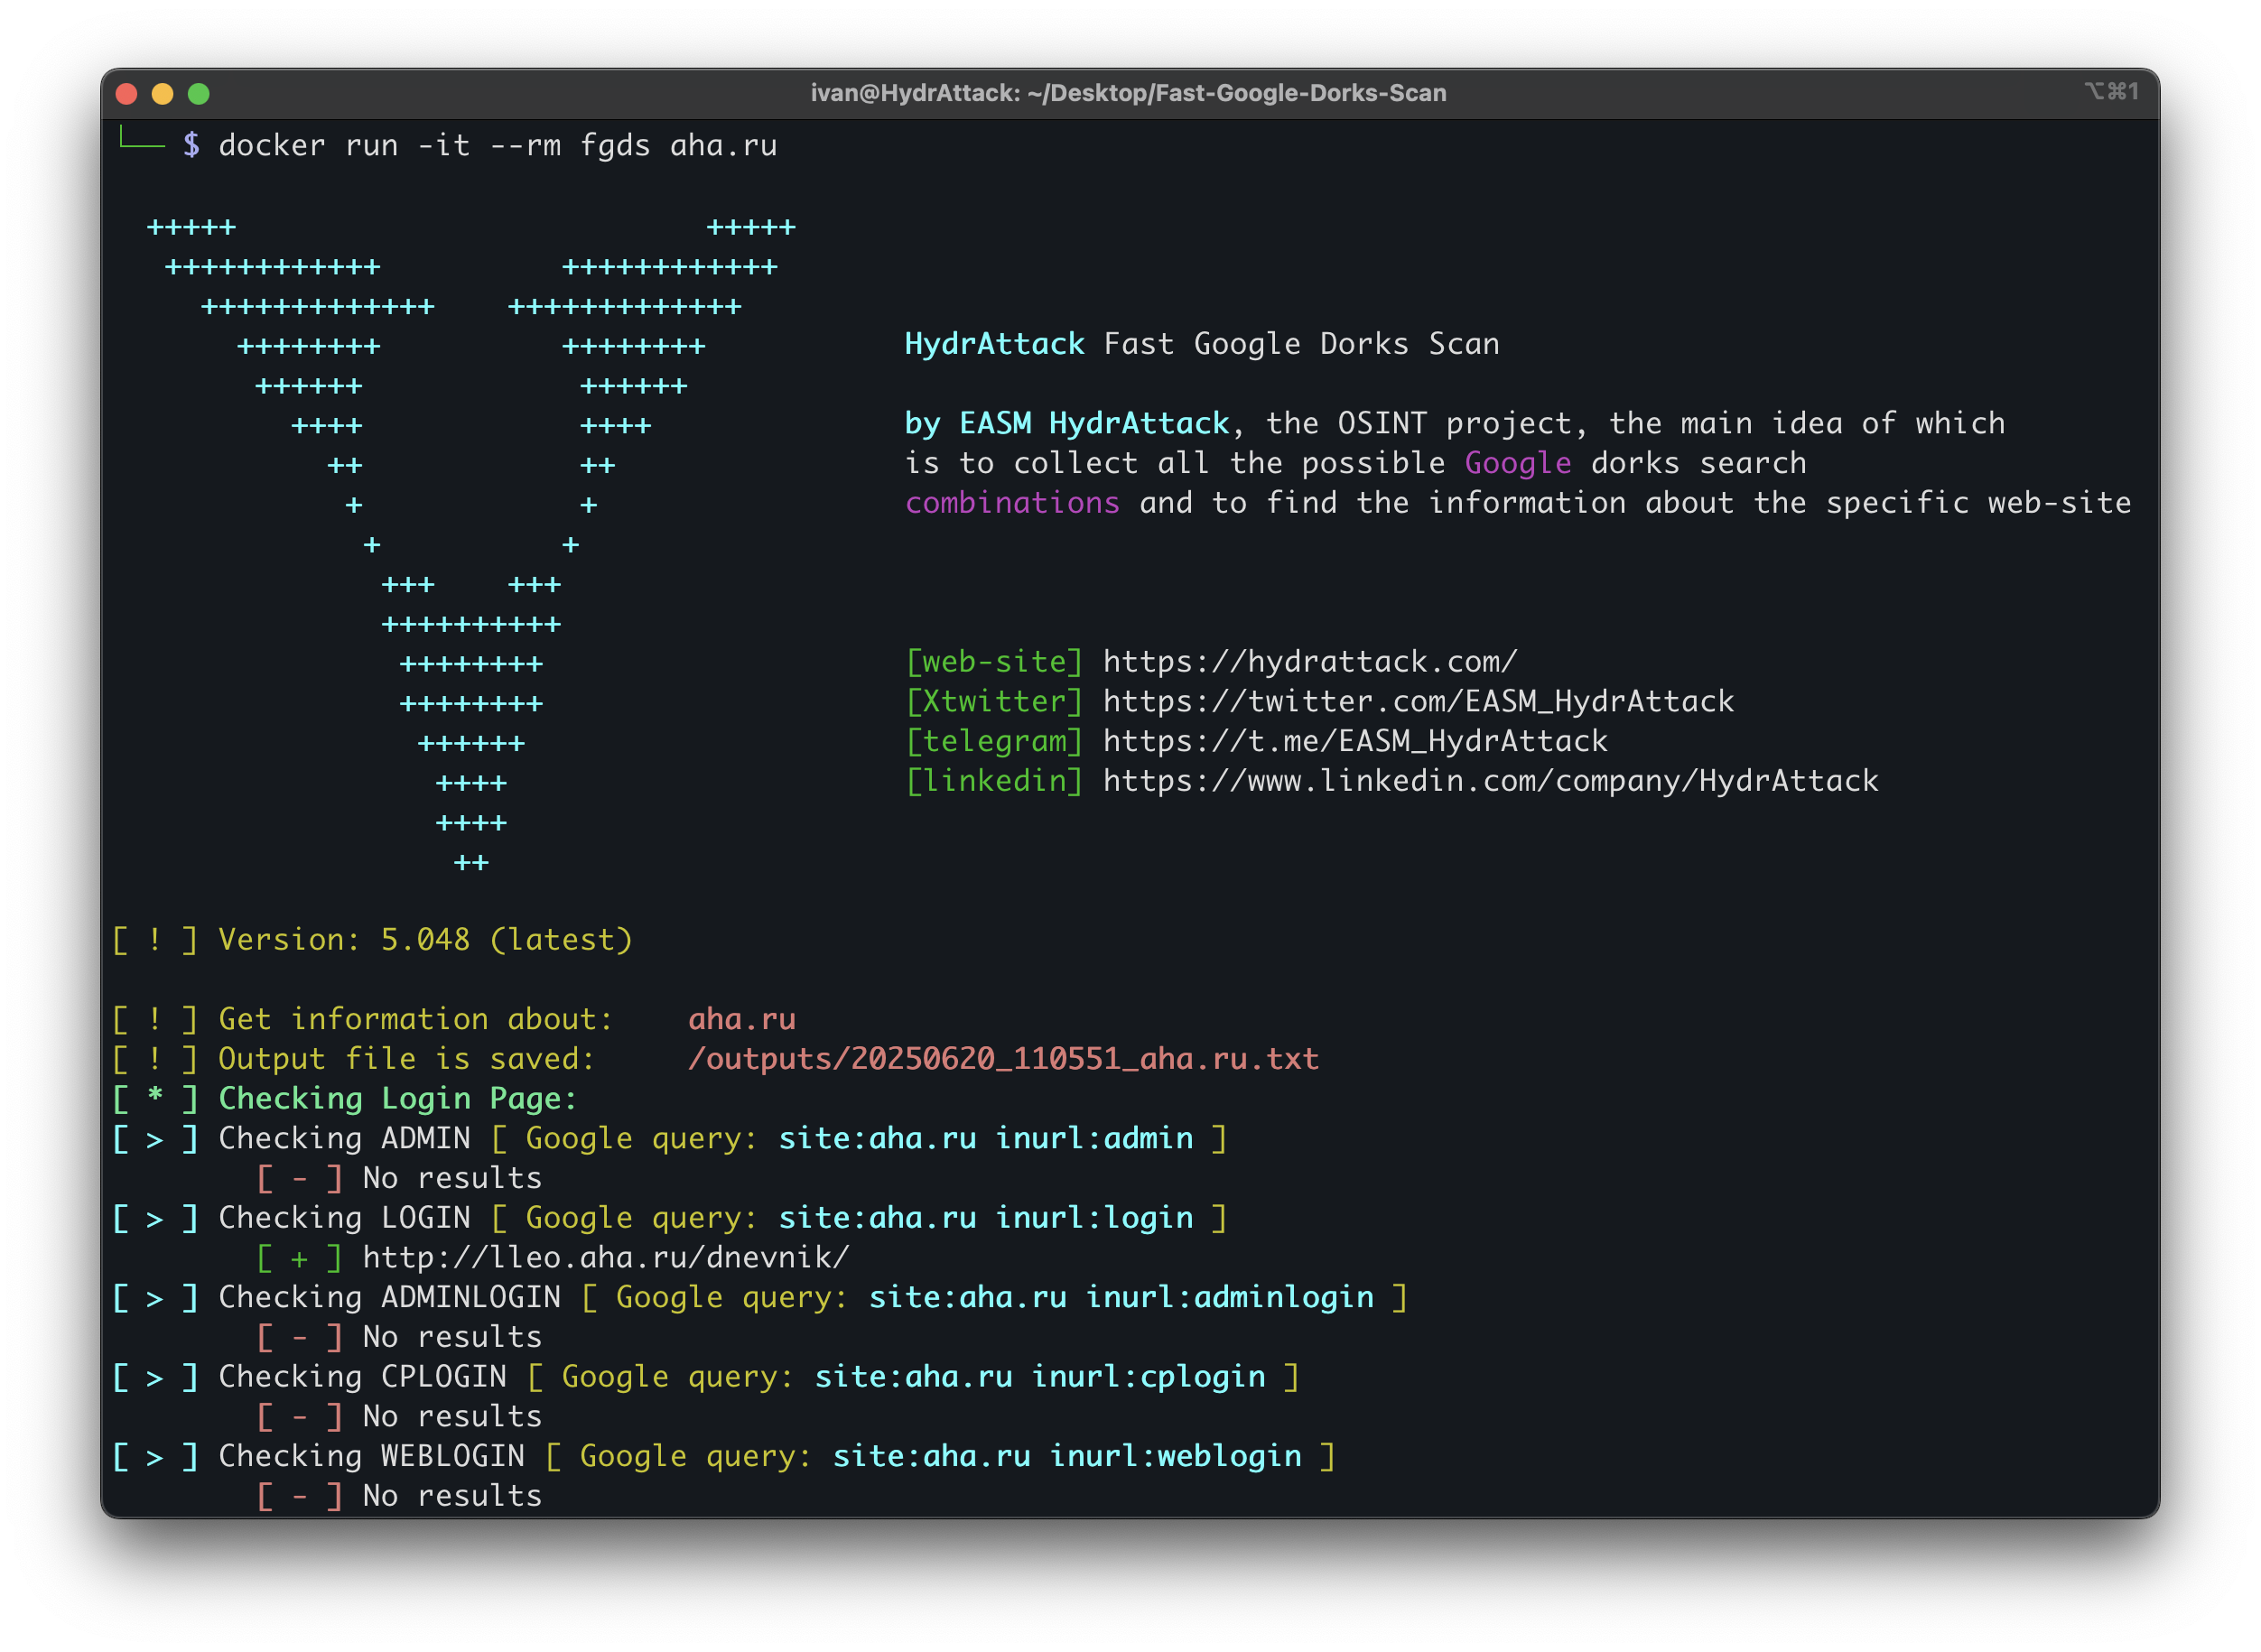 ivan@HydrAttack: ~/Desktop/Fast-Google-Dorks-Scan ⌥⌘1
└── $ docker run -it --rm fgds aha.ru
  +++++                          +++++
   ++++++++++++          ++++++++++++
     +++++++++++++    +++++++++++++
       ++++++++          ++++++++           HydrAttack Fast Google Dorks Scan
        ++++++            ++++++
          ++++            ++++              by EASM HydrAttack, the OSINT project, the main idea of which
            ++            ++                is to collect all the possible Google dorks search
             +            +                 combinations and to find the information about the specific web-site
              +          +
               +++    +++
               ++++++++++
                ++++++++                    [web-site] https://hydrattack.com/
                ++++++++                    [Xtwitter] https://twitter.com/EASM_HydrAttack
                 ++++++                     [telegram] https://t.me/EASM_HydrAttack
                  ++++                      [linkedin] https://www.linkedin.com/company/HydrAttack
                  ++++
                   ++
[ ! ] Version: 5.048 (latest)
[ ! ] Get information about:    aha.ru
[ ! ] Output file is saved:     /outputs/20250620_110551_aha.ru.txt
[ * ] Checking Login Page:
[ > ] Checking ADMIN [ Google query: site:aha.ru inurl:admin ]
        [ - ] No results
[ > ] Checking LOGIN [ Google query: site:aha.ru inurl:login ]
        [ + ] http://lleo.aha.ru/dnevnik/
[ > ] Checking ADMINLOGIN [ Google query: site:aha.ru inurl:adminlogin ]
        [ - ] No results
[ > ] Checking CPLOGIN [ Google query: site:aha.ru inurl:cplogin ]
        [ - ] No results
[ > ] Checking WEBLOGIN [ Google query: site:aha.ru inurl:weblogin ]
        [ - ] No results